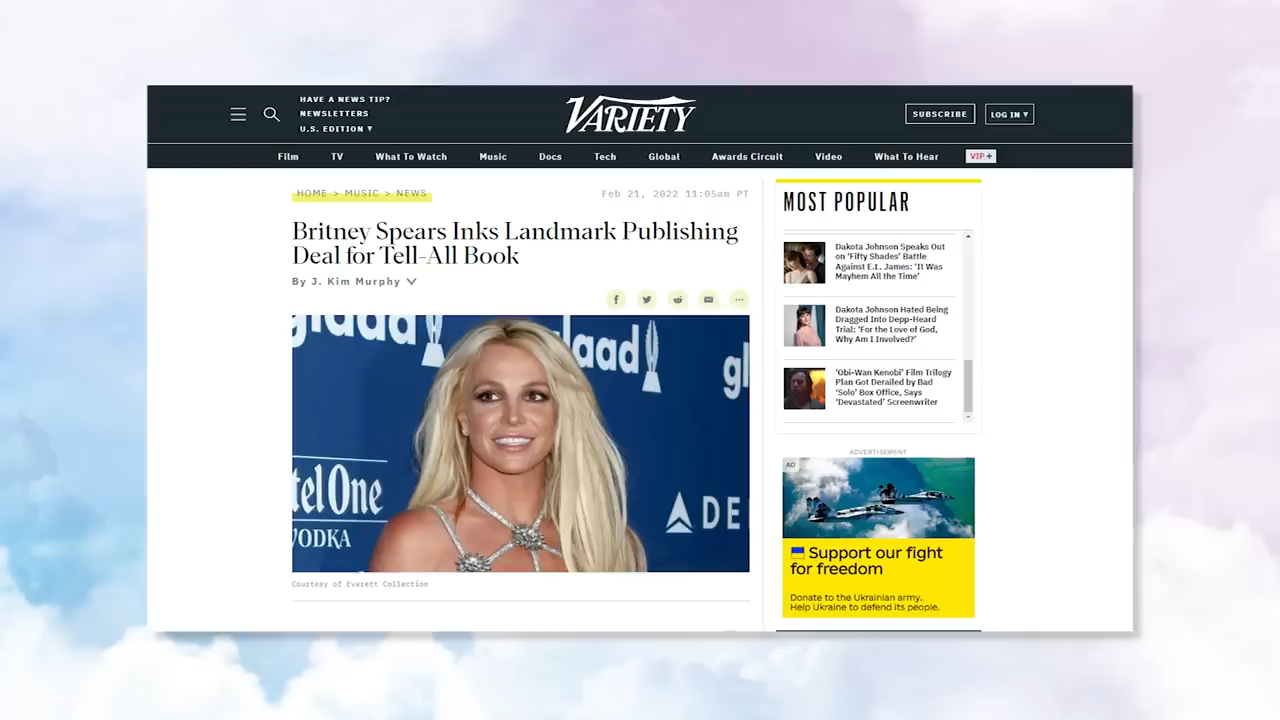 HAVE A NEWS TIP?
NEWSLETTERS
U.S. EDITION
VARIETY
SUBSCRIBE
LOG IN
Film TV What To Watch Music Docs Tech Global Awards Circuit Video What To Hear VIP+
HOME > MUSIC > NEWS
Feb 21, 2022 11:05am PT
Britney Spears Inks Landmark Publishing
Deal for Tell-All Book
By J. Kim Murphy
glaad
glaad
gl
tel One
VODKA
DE
Courtesy of Everett Collection
MOST POPULAR
Dakota Johnson Speaks Out
on 'Fifty Shades' Battle
Against E.L. James: 'It Was
Mayhem All the Time'
Dakota Johnson Hated Being
Dragged Into Depp-Heard
Trial: 'For the Love of God,
Why Am I Involved?'
'Obi-Wan Kenobi' Film Trilogy
Plan Got Derailed by Bad
'Solo' Box Office, Says
'Devastated' Screenwriter
ADVERTISEMENT
AD
Support our fight
for freedom
Donate to the Ukrainian army.
Help Ukraine to defend its people.